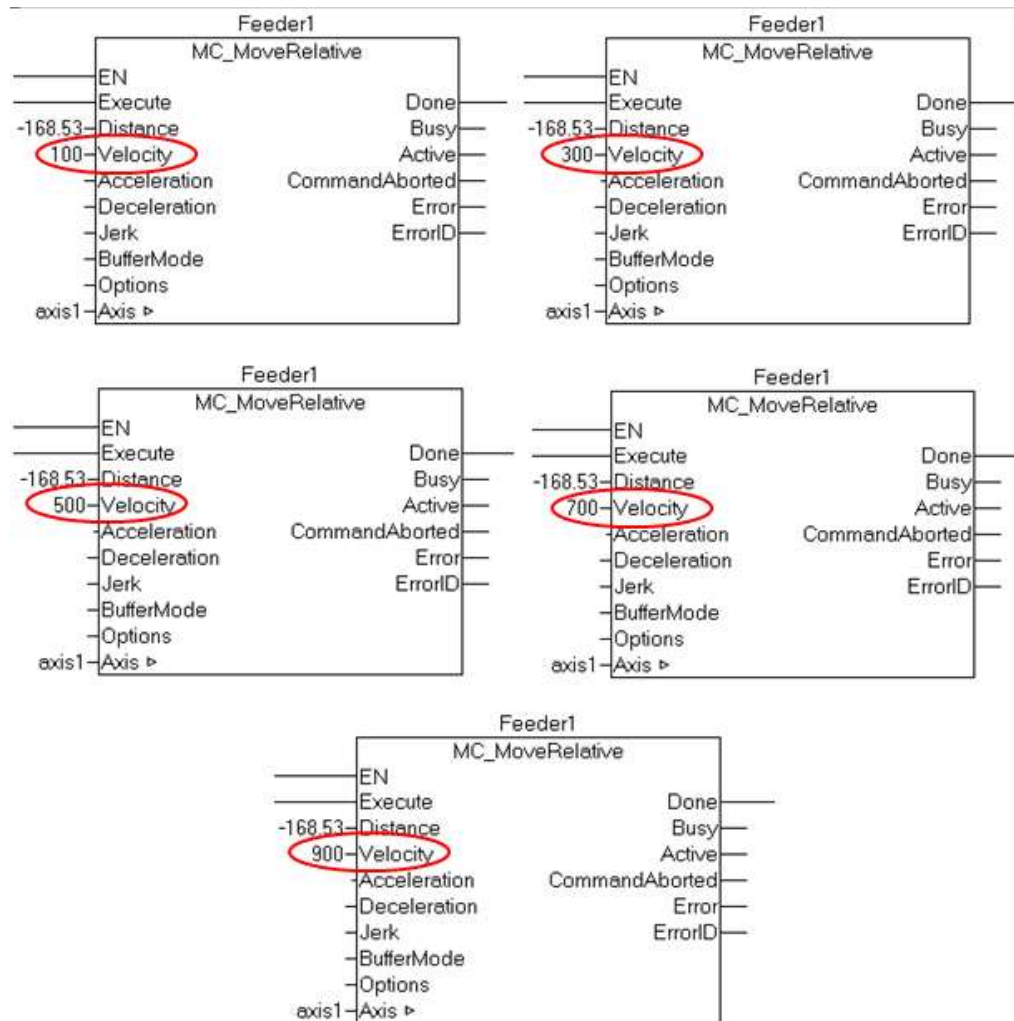 Feeder1
MC_MoveRelative
EN
Execute Done
-168.53 Distance Busy
100 Velocity Active
Acceleration CommandAborted
Deceleration Error
Jerk ErrorID
BufferMode
Options
axis1 Axis ▷
Feeder1
MC_MoveRelative
EN
Execute Done
-168.53 Distance Busy
300 Velocity Active
Acceleration CommandAborted
Deceleration Error
Jerk ErrorID
BufferMode
Options
axis1 Axis ▷
Feeder1
MC_MoveRelative
EN
Execute Done
-168.53 Distance Busy
500 Velocity Active
Acceleration CommandAborted
Deceleration Error
Jerk ErrorID
BufferMode
Options
axis1 Axis ▷
Feeder1
MC_MoveRelative
EN
Execute Done
-168.53 Distance Busy
700 Velocity Active
Acceleration CommandAborted
Deceleration Error
Jerk ErrorID
BufferMode
Options
axis1 Axis ▷
Feeder1
MC_MoveRelative
EN
Execute Done
-168.53 Distance Busy
900 Velocity Active
Acceleration CommandAborted
Deceleration Error
Jerk ErrorID
BufferMode
Options
axis1 Axis ▷